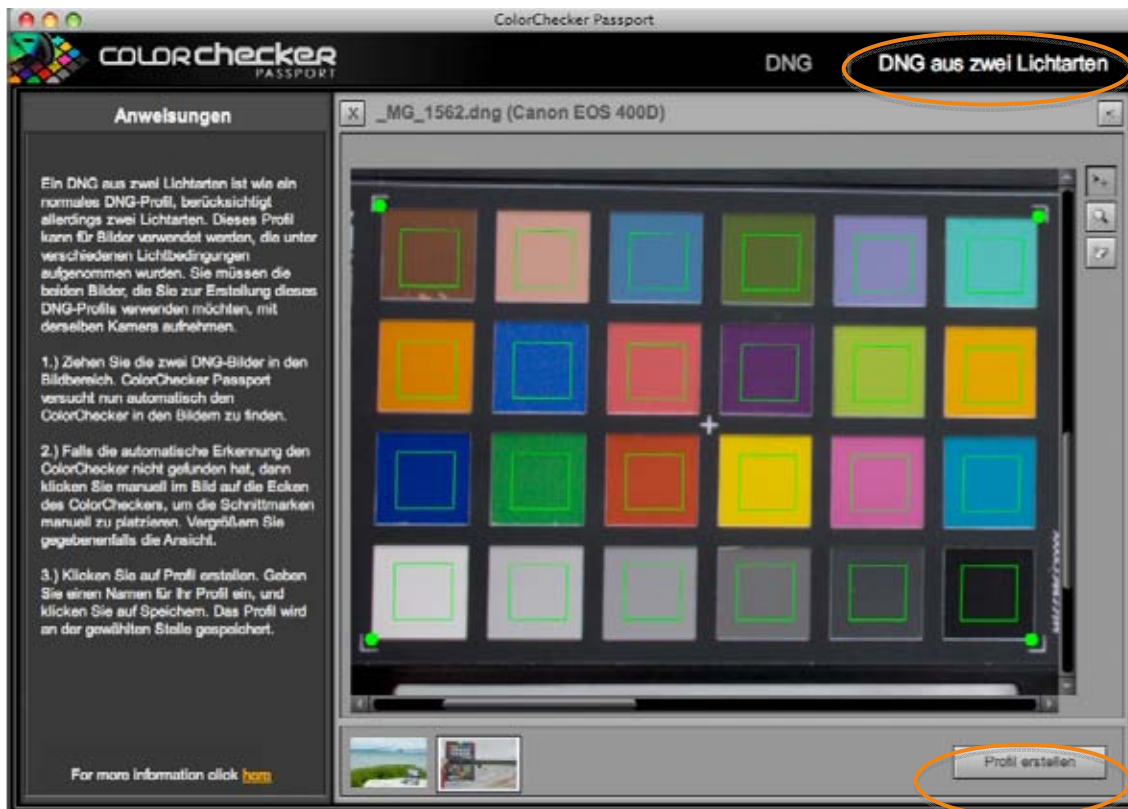 ColorChecker Passport
colorchecker
PASSPORT
DNG
DNG aus zwei Lichtarten
Anweisungen
X
_MG_1562.dng (Canon EOS 400D)
<
Ein DNG aus zwei Lichtarten ist wie ein
normales DNG-Profil, berücksichtigt
allerdings zwei Lichtarten. Dieses Profil
kann für Bilder verwendet werden, die unter
verschiedenen Lichtbedingungen
aufgenommen wurden. Sie müssen die
beiden Bilder, die Sie zur Erstellung dieses
DNG-Profils verwenden möchten, mit
derselben Kamera aufnehmen.
1.) Ziehen Sie die zwei DNG-Bilder in den
Bildbereich. ColorChecker Passport
versucht nun automatisch den
ColorChecker in den Bildern zu finden.
2.) Falls die automatische Erkennung den
ColorChecker nicht gefunden hat, dann
klicken Sie manuell im Bild auf die Ecken
des ColorCheckers, um die Schnittmarken
manuell zu platzieren. Vergrößern Sie
gegebenenfalls die Ansicht.
3.) Klicken Sie auf Profil erstellen. Geben
Sie einen Namen für Ihr Profil ein, und
klicken Sie auf Speichern. Das Profil wird
an der gewählten Stelle gespeichert.
For more information click here
Profil erstellen